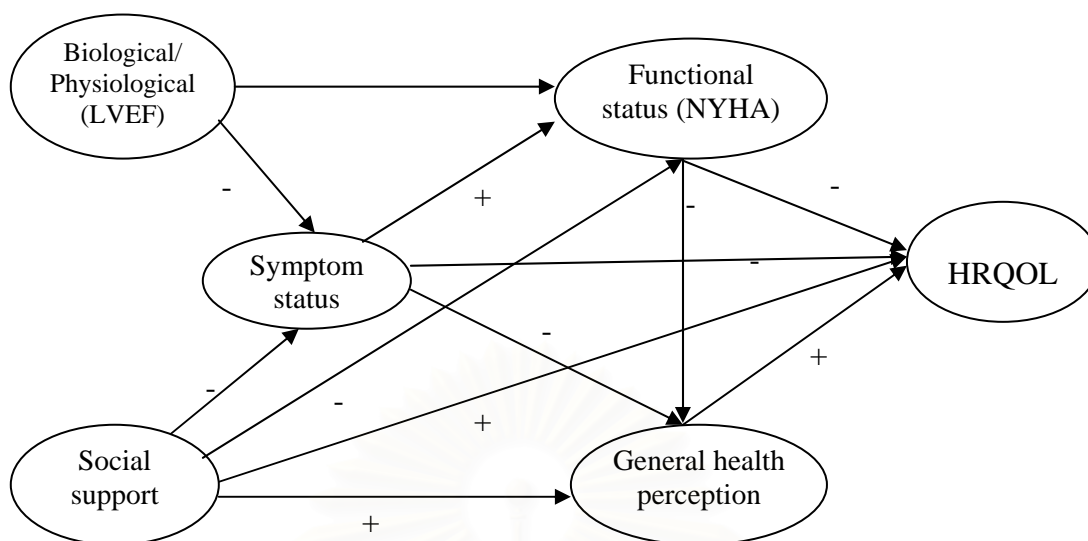 Biological/
Physiological
(LVEF)
Functional
status (NYHA)
-
-
+
-
Symptom
status
-
HRQOL
-
+
-
-
+
Social
support
General health
perception
+